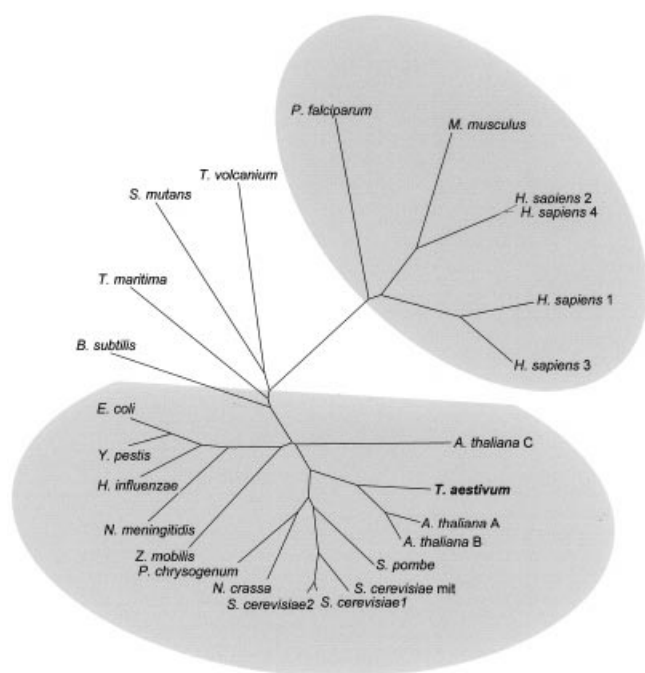 P. falciparum
M. musculus
T. volcanium
S. mutans
H. sapiens 2
H. sapiens 4
T. maritima
H. sapiens 1
B. subtilis
H. sapiens 3
E. coli
A. thaliana C
Y. pestis
H. influenzae
T. aestivum
N. meningitidis
A. thaliana A
A. thaliana B
Z. mobilis
S. pombe
P. chrysogenum
N. crassa
S. cerevisiae mit
S. cerevisiae2
S. cerevisiae1